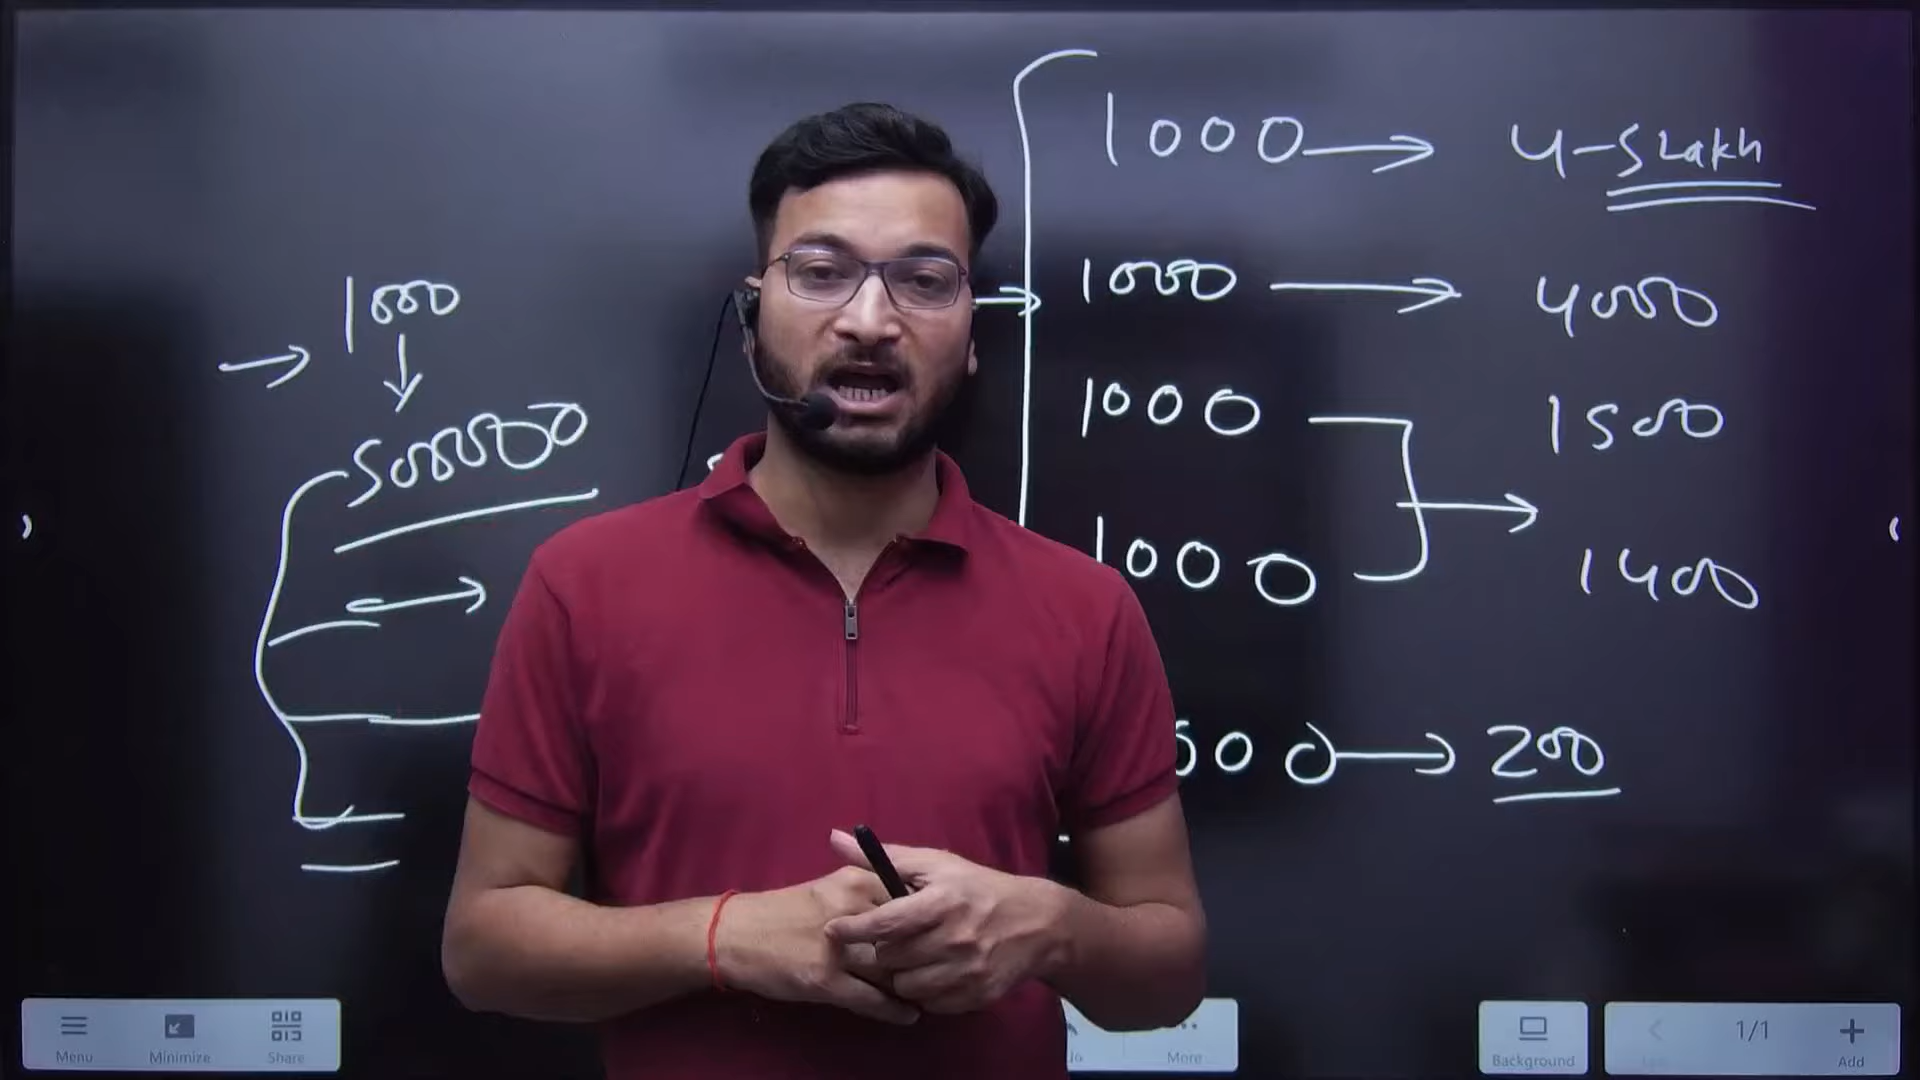 1000
500000
1000 → 4-5 Lakh
1000 → 4000
1000
1500
1000
1400
00 → 200
Menu
Minimize
Share
More
Background
1/1
Add